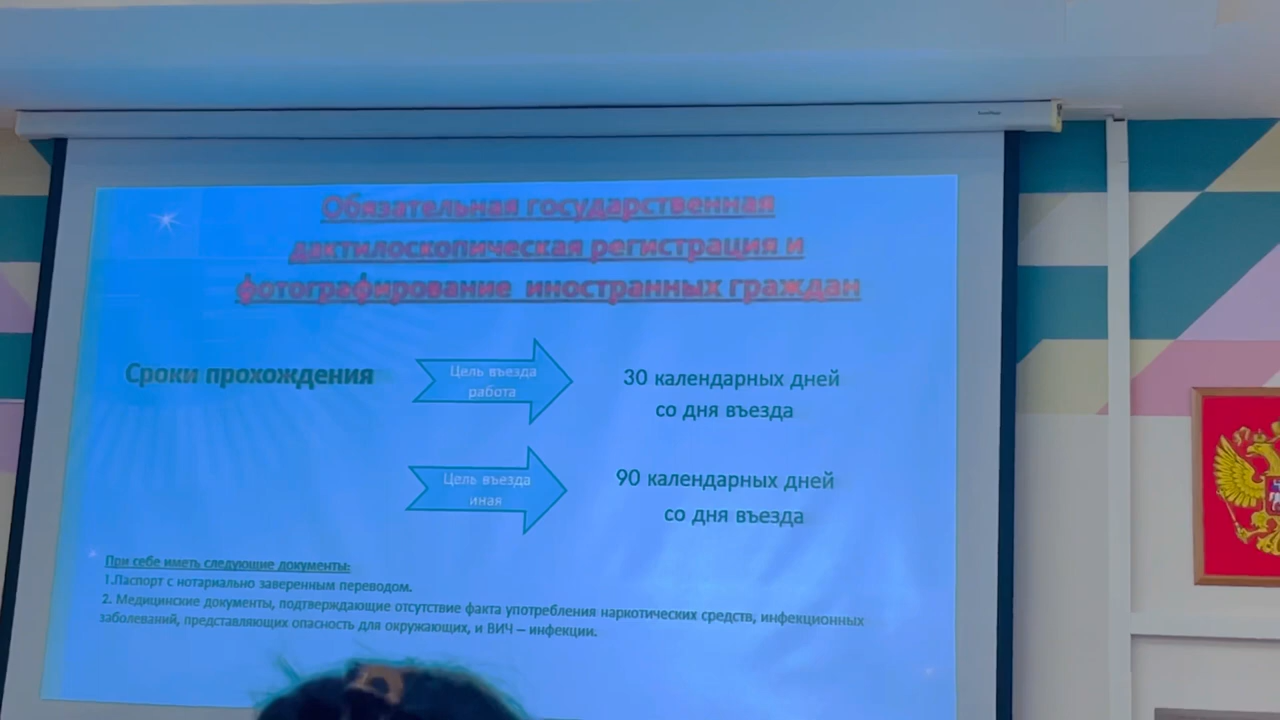 Обязательная государственная
дактилоскопическая регистрация и
фотографирование иностранных граждан
Сроки прохождения
Цель въезда
работа
30 календарных дней
со дня въезда
Цель въезда
иная
90 календарных дней
со дня въезда
При себе иметь следующие документы:
1.Паспорт с нотариально заверенным переводом.
2. Медицинские документы, подтверждающие отсутствие факта употребления наркотических средств, инфекционных
заболеваний, представляющих опасность для окружающих, и ВИЧ – инфекции.